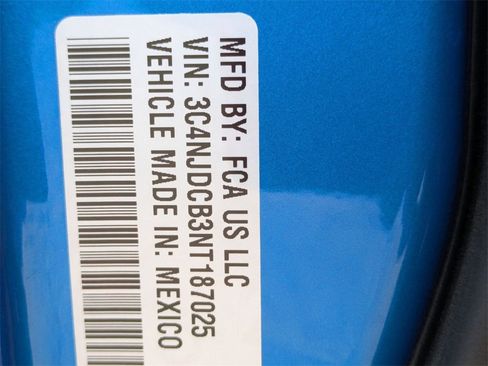 MFD BY: FCA US LLC
VIN: 3C4NJDCB3NT187025
VEHICLE MADE IN: MEXICO